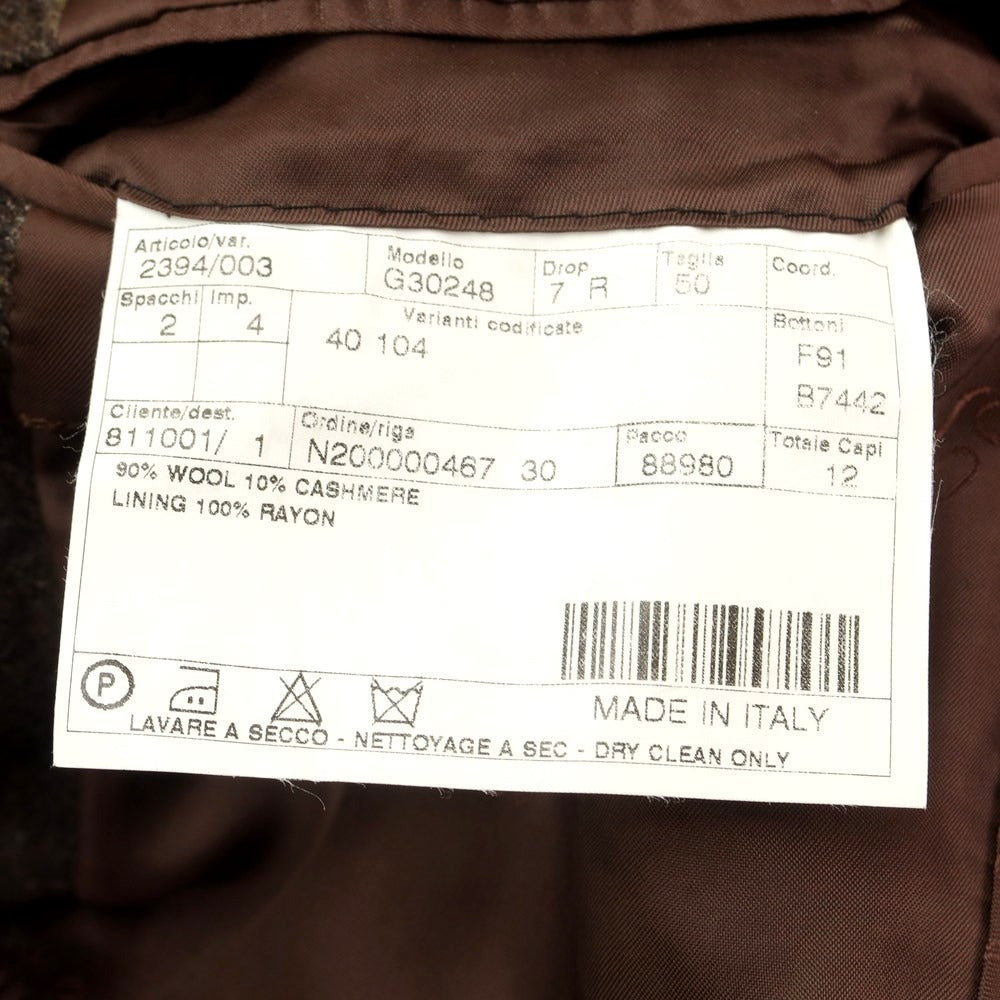 Articolo/var. Modello Drop Taglia Coord.
2394/003 G30248 7 R 50
Spacchi Imp. Varianti codificate Bottoni
2 4 40 104 F91
B7442
Cliente/dest. Ordine/riga Pacco Totale Capi
811001/ 1 N200000467 30 88980 12
90% WOOL 10% CASHMERE
LINING 100% RAYON
P
MADE IN ITALY
LAVARE A SECCO - NETTOYAGE A SEC - DRY CLEAN ONLY